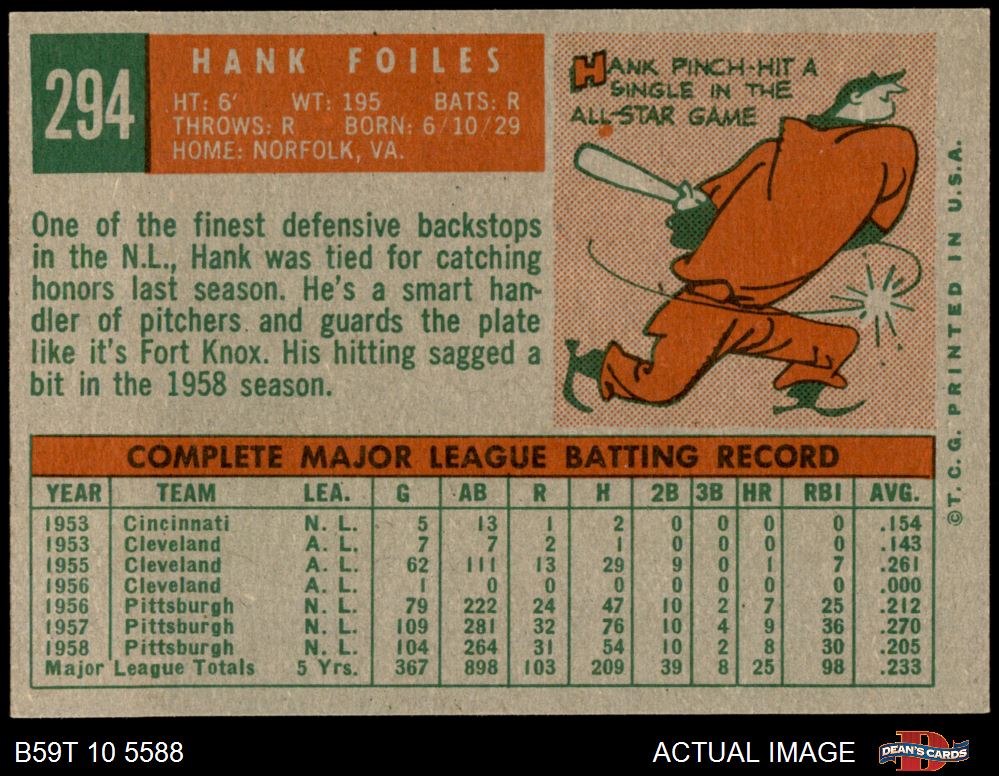 294
HANK FOILES
HT: 6' WT: 195 BATS: R
THROWS: R BORN: 6/10/29
HOME: NORFOLK, VA.
HANK PINCH-HIT A
SINGLE IN THE
ALL-STAR GAME
One of the finest defensive backstops
in the N.L., Hank was tied for catching
honors last season. He's a smart han-
dler of pitchers and guards the plate
like it's Fort Knox. His hitting sagged a
bit in the 1958 season.
COMPLETE MAJOR LEAGUE BATTING RECORD
YEAR TEAM LEA. G AB R H 2B 3B HR RBI AVG.
1953 Cincinnati N. L. 5 13 1 2 0 0 0 0 .154
1953 Cleveland A. L. 7 7 2 1 0 0 0 0 .143
1955 Cleveland A. L. 62 111 13 29 9 0 1 7 .261
1956 Cleveland A. L. 1 0 0 0 0 0 0 0 .000
1956 Pittsburgh N. L. 79 222 24 47 10 2 7 25 .212
1957 Pittsburgh N. L. 109 281 32 76 10 4 9 36 .270
1958 Pittsburgh N. L. 104 264 31 54 10 2 8 30 .205
Major League Totals 5 Yrs. 367 898 103 209 39 8 25 98 .233
©T. C. G. PRINTED IN U.S.A.
B59T 10 5588
ACTUAL IMAGE
D
DEAN'S CARDS